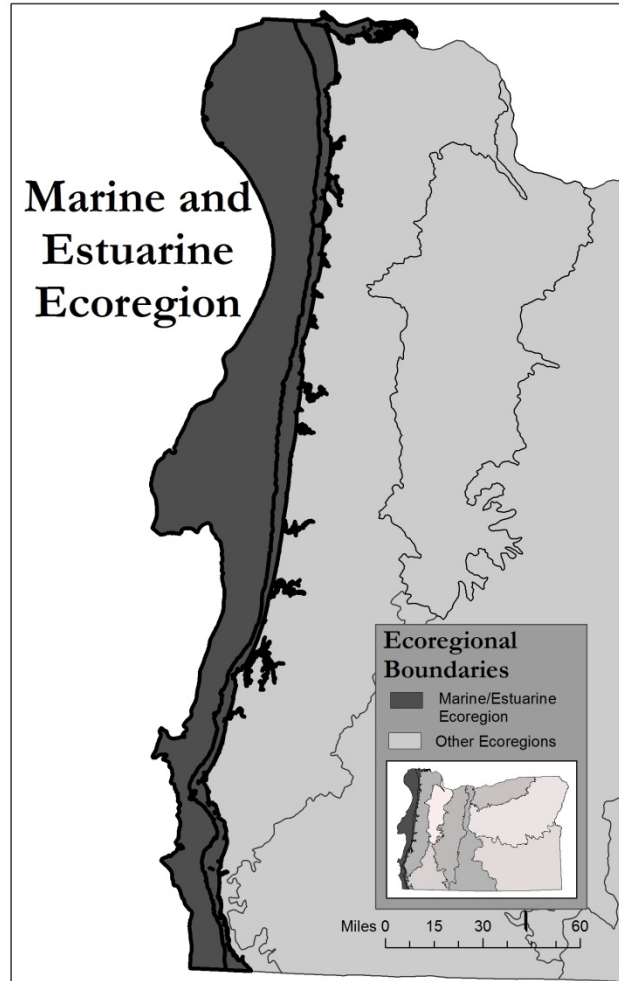 Marine and
Estuarine
Ecoregion
Ecoregional
Boundaries
Marine/Estuarine
Ecoregion
Other Ecoregions
Miles 0 15 30 60